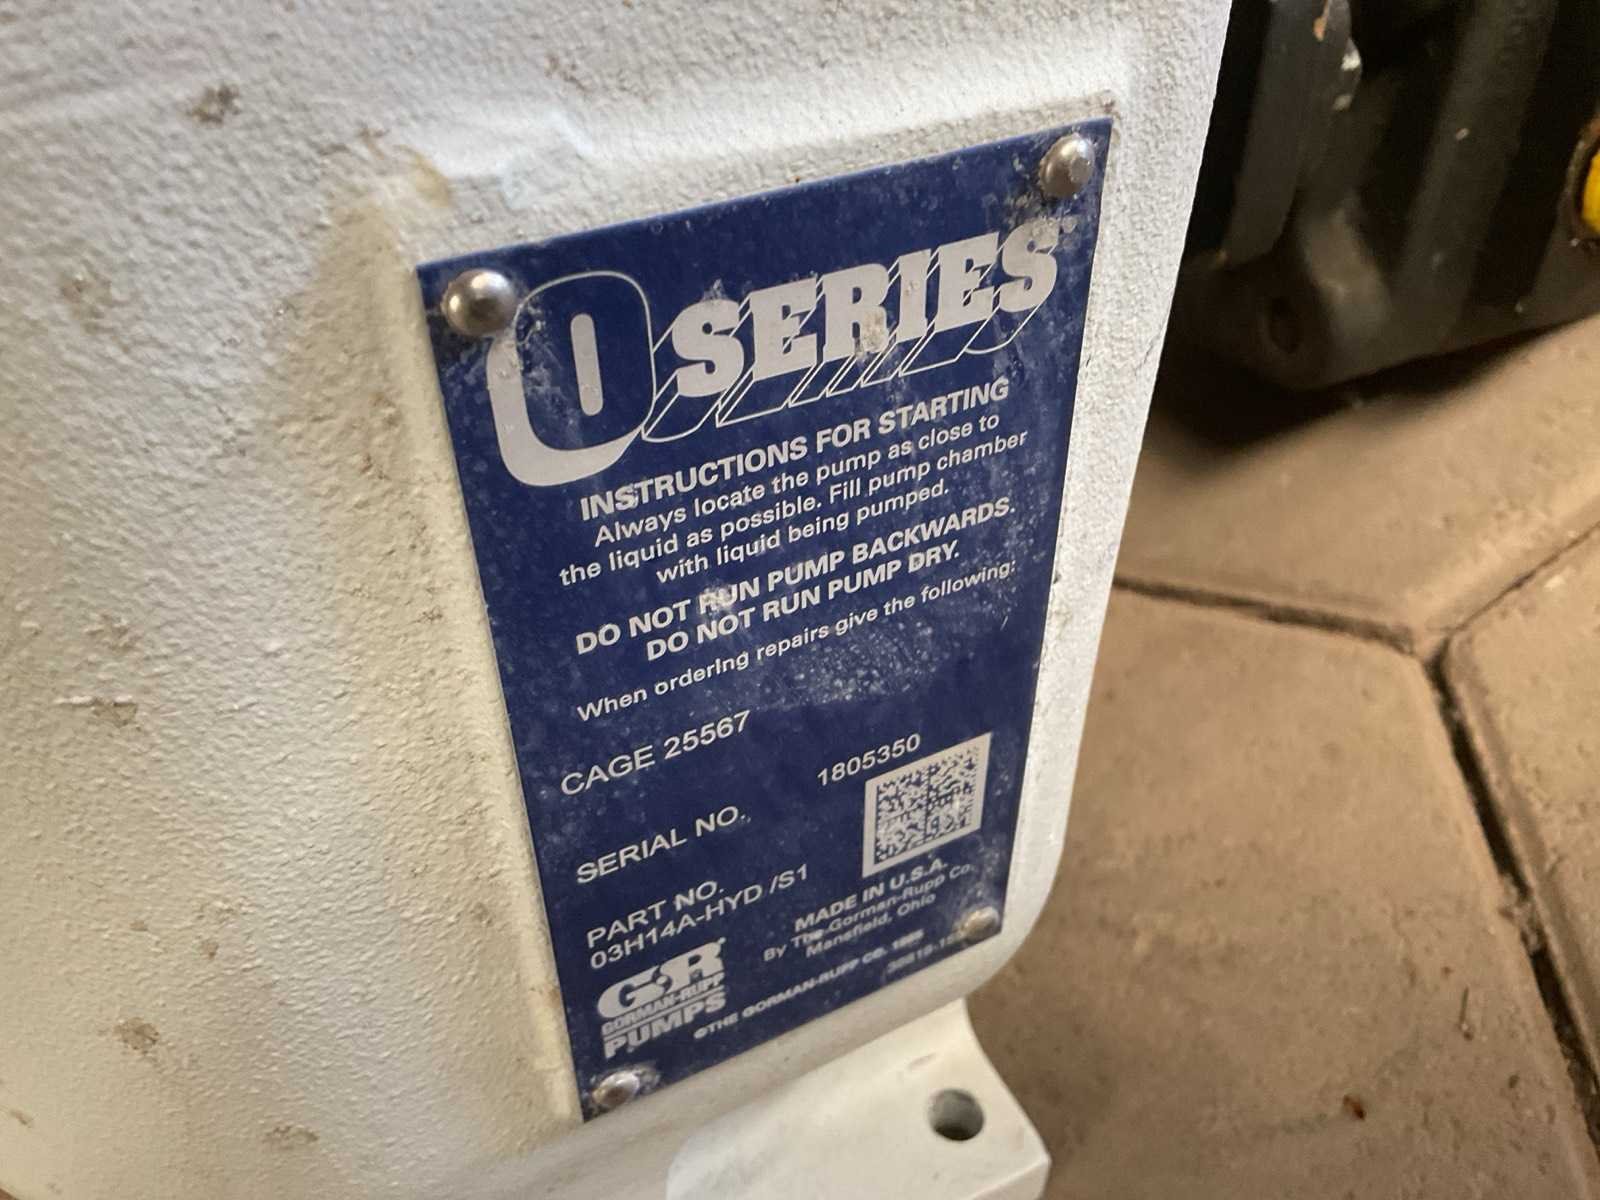 O SERIES
INSTRUCTIONS FOR STARTING
Always locate the pump as close to
the liquid as possible. Fill pump chamber
with liquid being pumped.
DO NOT RUN PUMP BACKWARDS.
DO NOT RUN PUMP DRY.
When ordering repairs give the following:
CAGE 25567
SERIAL NO. 1805350
PART NO.
03H14A-HYD /S1
MADE IN U.S.A.
By The Gorman-Rupp Co.
Mansfield, Ohio
G&R
GORMAN-RUPP
PUMPS
©THE GORMAN-RUPP CO.